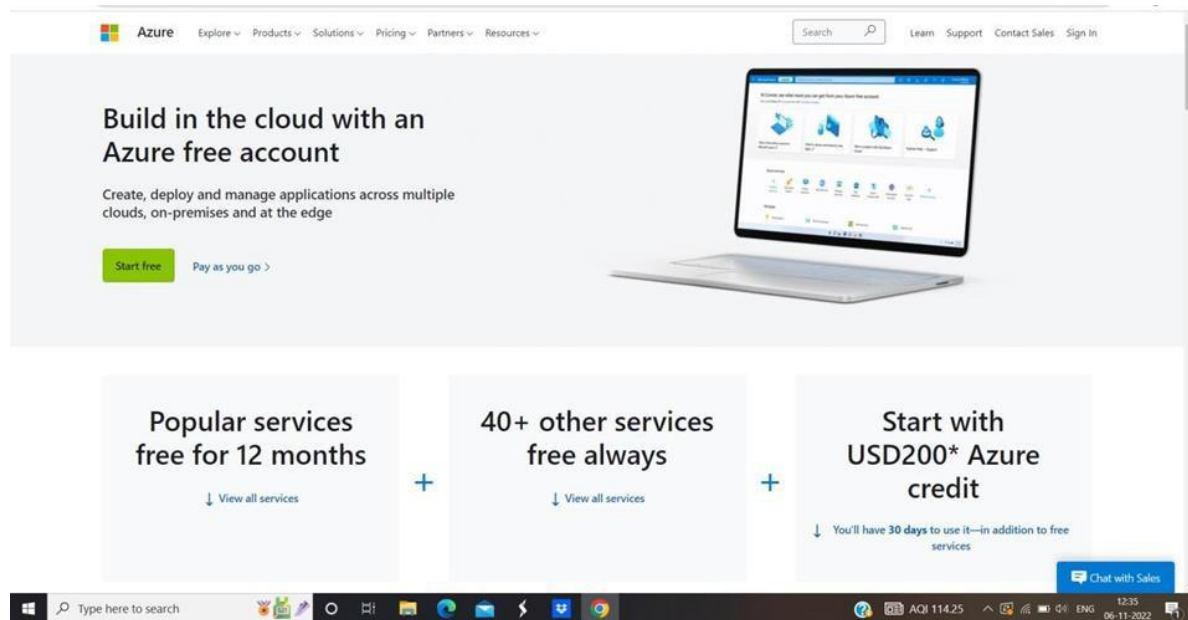 Azure Explore Products Solutions Pricing Partners Resources Search Learn Support Contact Sales Sign In
Build in the cloud with an
Azure free account
Create, deploy and manage applications across multiple
clouds, on-premises and at the edge
Start free Pay as you go >
Popular services
free for 12 months
↓ View all services
+
40+ other services
free always
↓ View all services
+
Start with
USD200* Azure
credit
↓ You'll have 30 days to use it—in addition to free
services
Chat with Sales
Type here to search AQI 114.25 ENG 12:35
06-11-2022